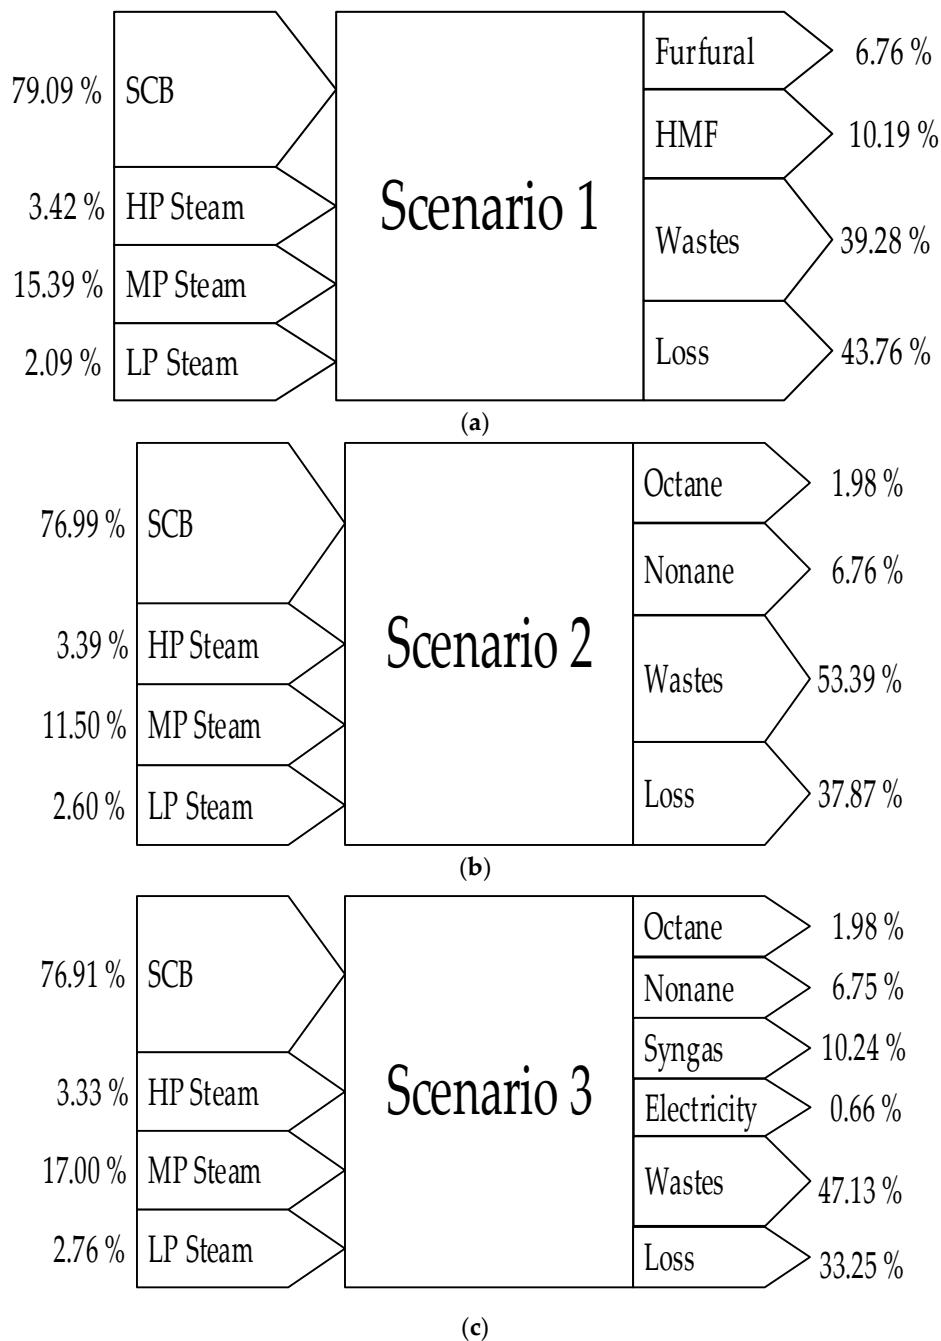 79.09 % SCB
3.42 % HP Steam
15.39 % MP Steam
2.09 % LP Steam
Scenario 1
Furfural 6.76 %
HMF 10.19 %
Wastes 39.28 %
Loss 43.76 %
(a)
76.99 % SCB
3.39 % HP Steam
11.50 % MP Steam
2.60 % LP Steam
Scenario 2
Octane 1.98 %
Nonane 6.76 %
Wastes 53.39 %
Loss 37.87 %
(b)
76.91 % SCB
3.33 % HP Steam
17.00 % MP Steam
2.76 % LP Steam
Scenario 3
Octane 1.98 %
Nonane 6.75 %
Syngas 10.24 %
Electricity 0.66 %
Wastes 47.13 %
Loss 33.25 %
(c)